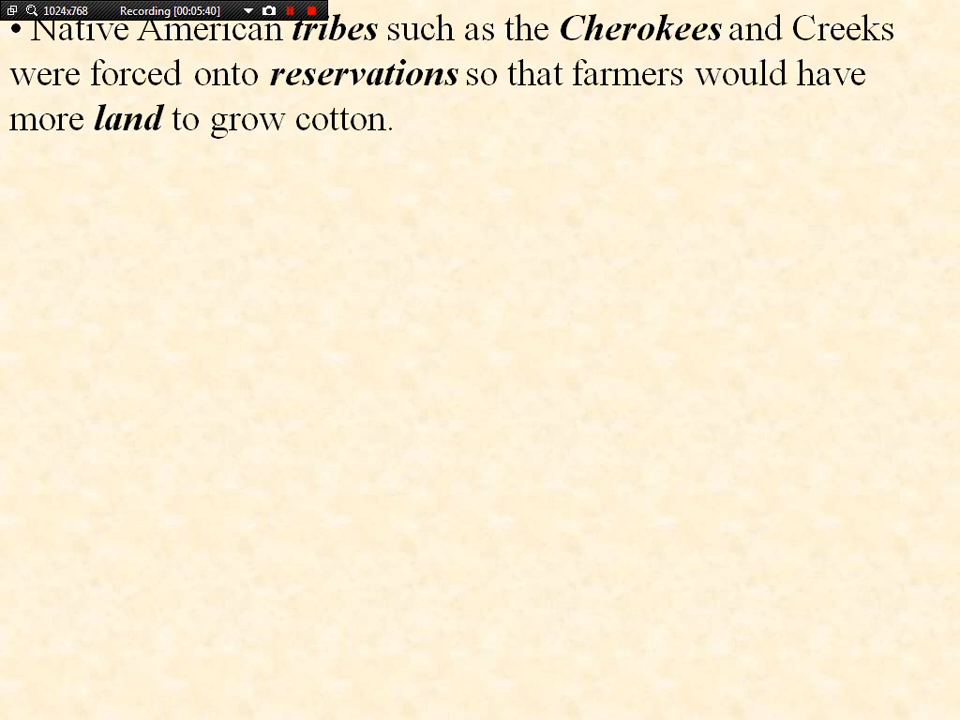 1024x768 Recording [00:05:40]
• Native American tribes such as the Cherokees and Creeks
were forced onto reservations so that farmers would have
more land to grow cotton.